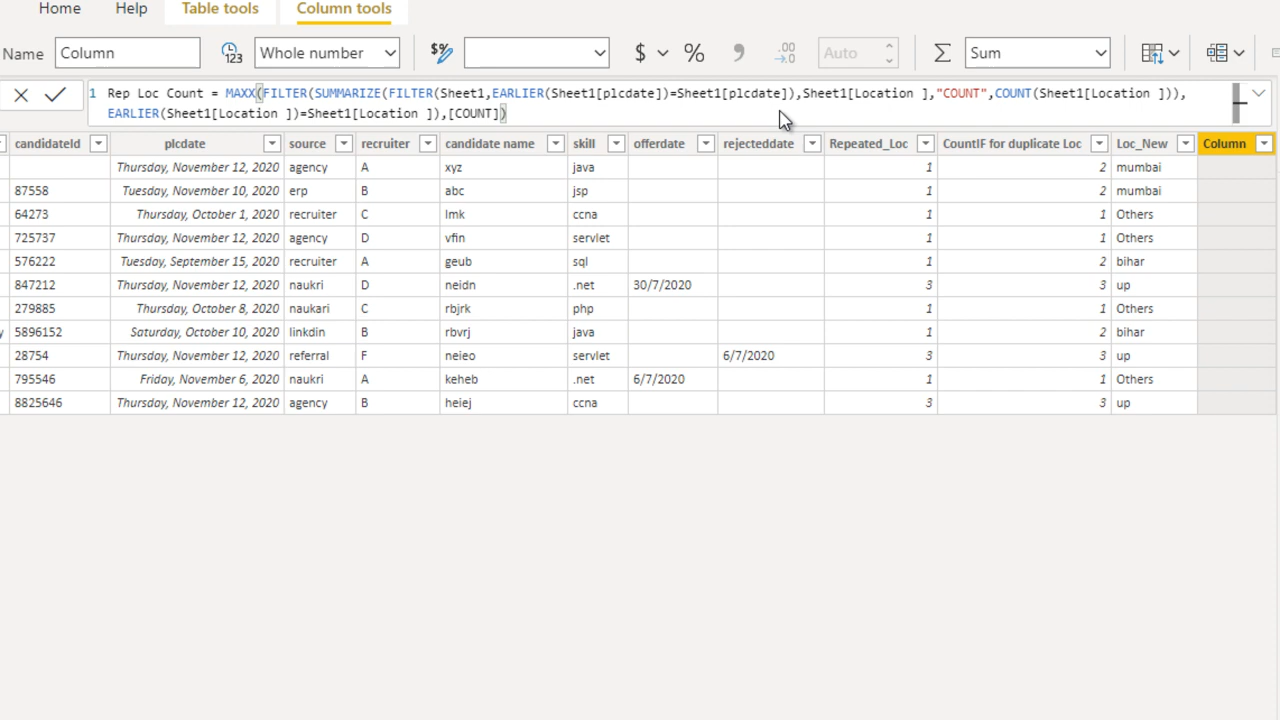 Home Help Table tools Column tools
Name Column 123 Whole number $% $ % 9 .00 Auto Σ Sum
1 Rep Loc Count = MAXX(FILTER(SUMMARIZE(FILTER(Sheet1,EARLIER(Sheet1[plcdate])=Sheet1[plcdate]),Sheet1[Location ],"COUNT",COUNT(Sheet1[Location ])),
EARLIER(Sheet1[Location ])=Sheet1[Location ]),[COUNT])
candidateId plcdate source recruiter candidate name skill offerdate rejecteddate Repeated_Loc CountIF for duplicate Loc Loc_New Column
Thursday, November 12, 2020 agency A xyz java 1 2 mumbai
87558 Tuesday, November 10, 2020 erp B abc jsp 1 2 mumbai
64273 Thursday, October 1, 2020 recruiter C lmk ccna 1 1 Others
725737 Thursday, November 12, 2020 agency D vfin servlet 1 1 Others
576222 Tuesday, September 15, 2020 recruiter A geub sql 1 2 bihar
847212 Thursday, November 12, 2020 naukri D neidn .net 30/7/2020 3 3 up
279885 Thursday, October 8, 2020 naukari C rbjrk php 1 1 Others
y 5896152 Saturday, October 10, 2020 linkdin B rbvrj java 1 2 bihar
28754 Thursday, November 12, 2020 referral F neieo servlet 6/7/2020 3 3 up
795546 Friday, November 6, 2020 naukri A keheb .net 6/7/2020 1 1 Others
8825646 Thursday, November 12, 2020 agency B heiej ccna 3 3 up